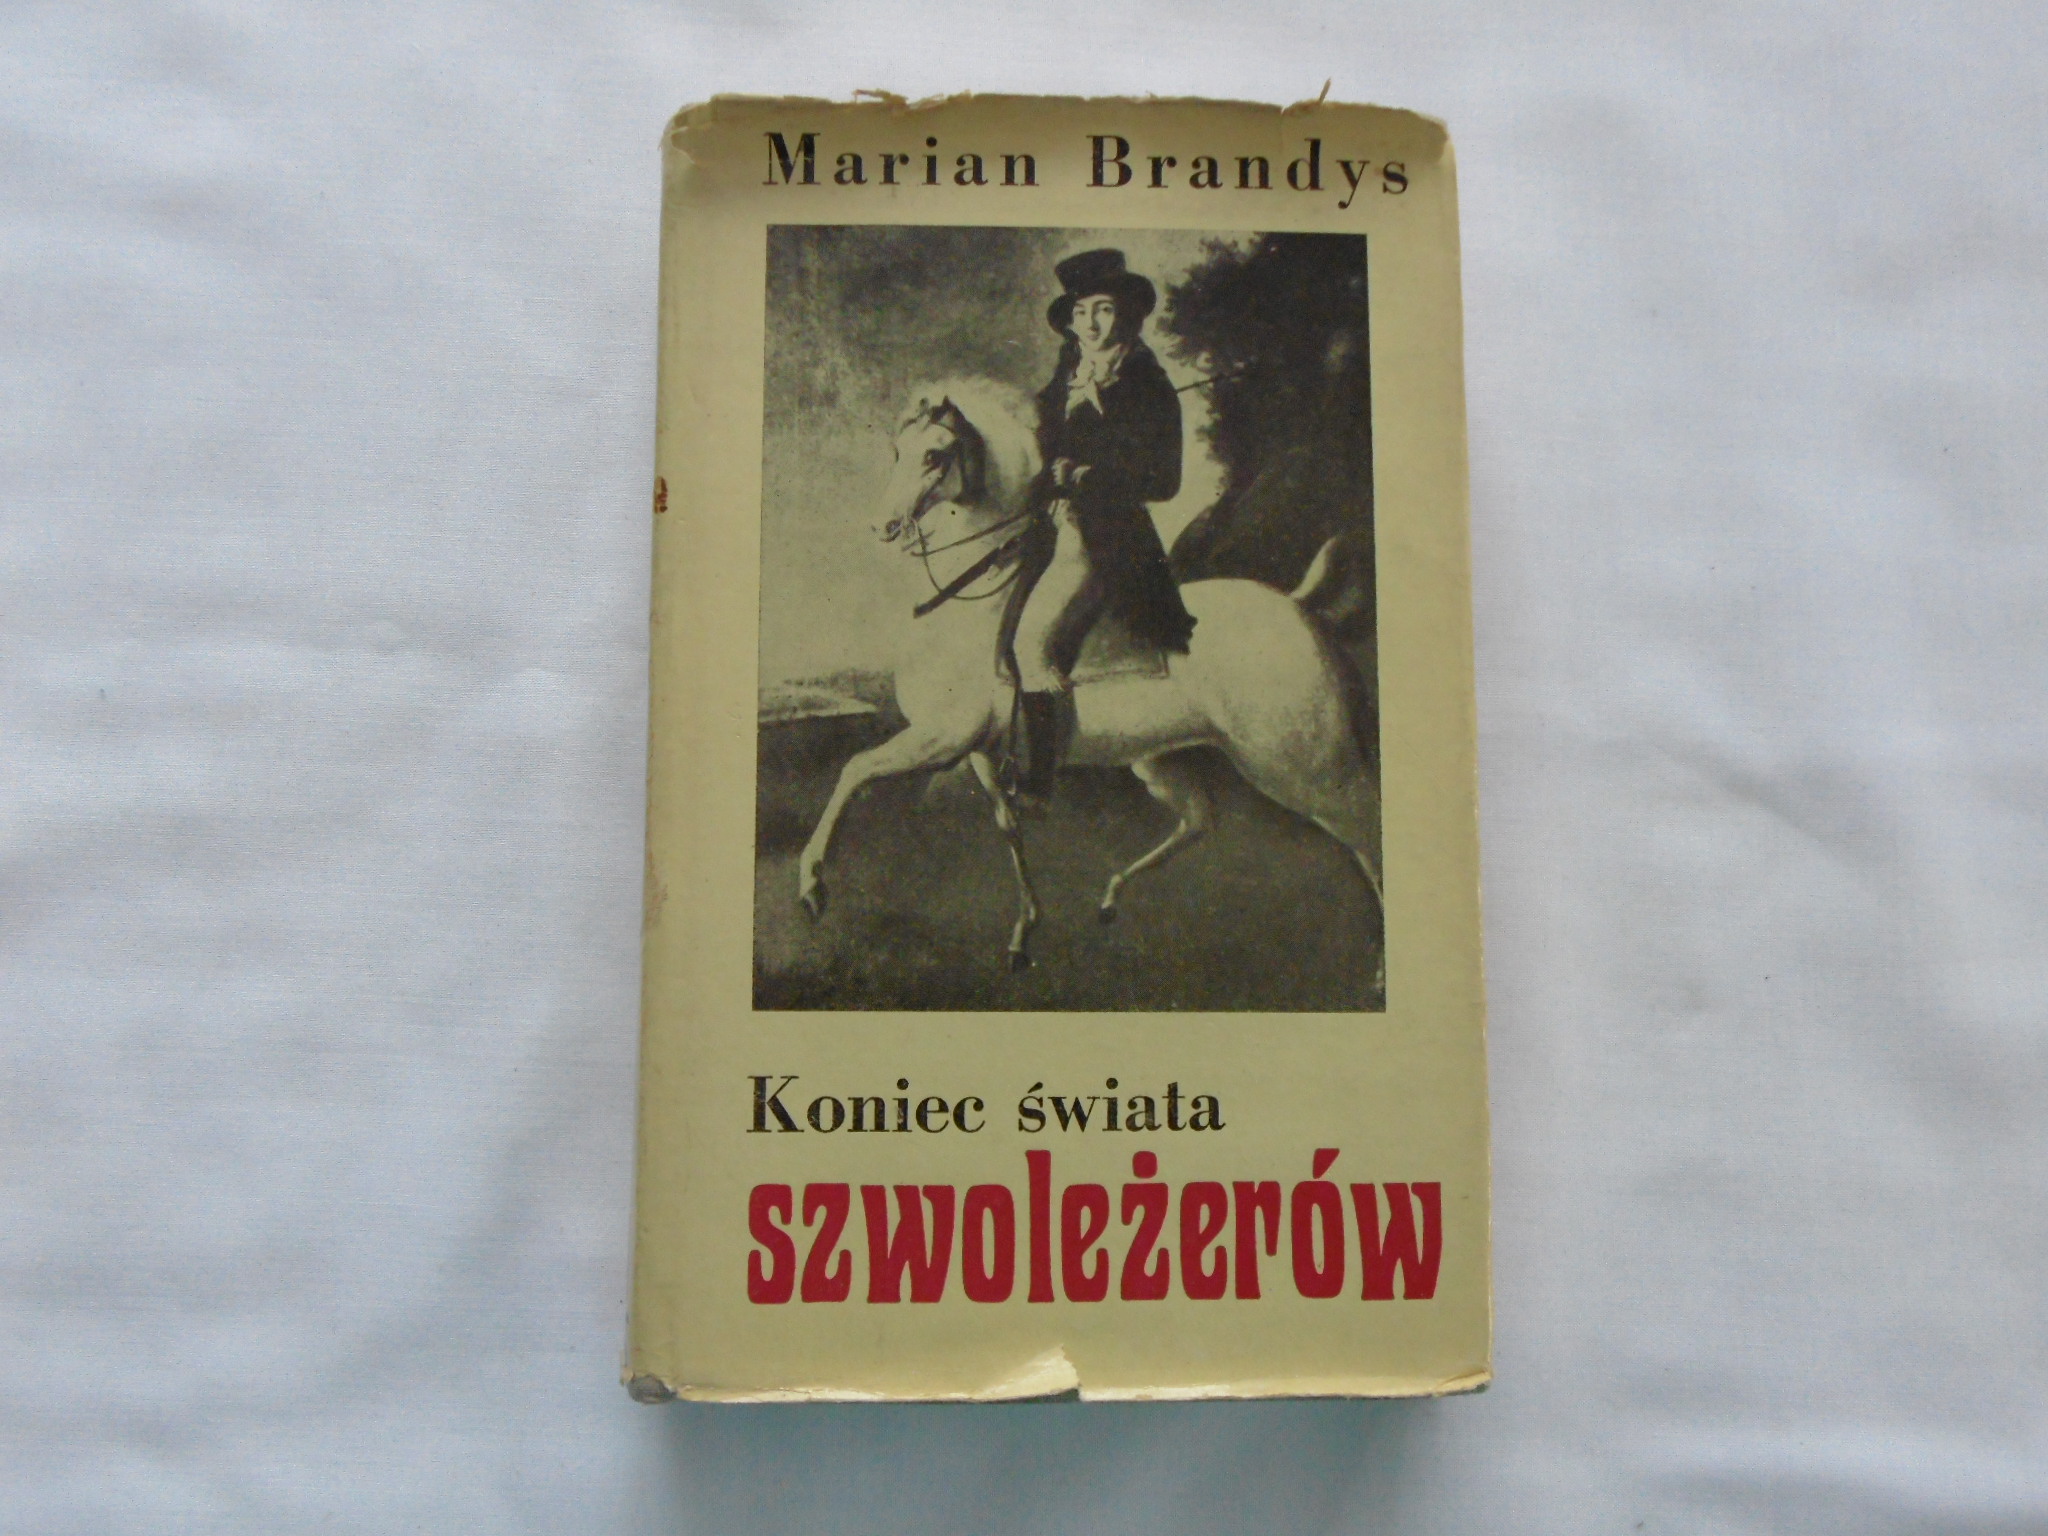 Marian Brandys
Koniec świata
szwoleżerów